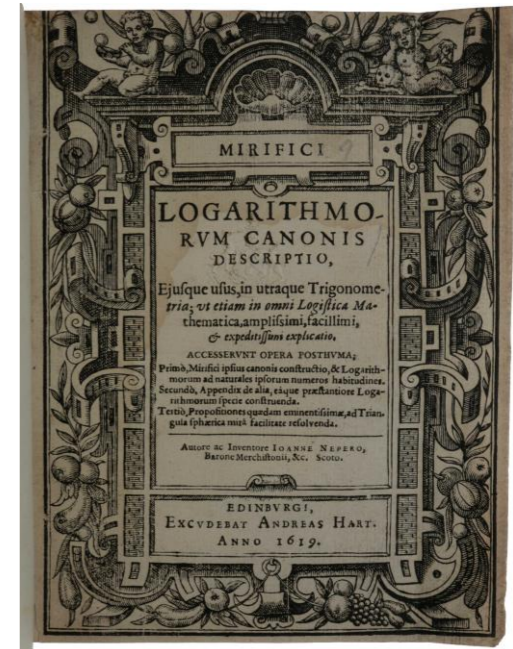 MIRIFICI
LOGARITHMO-
RVM CANONIS
DESCRIPTIO,
Ejusque usus, in utraque Trigonome-
tria; vt etiam in omni Logistica Ma-
thematica, amplissimi, facillimi,
& expeditissimi explicatio.
ACCESSERVNT OPERA POSTHVMA;
Primò, Mirifici ipsius canonis constructio, & Logarith-
morum ad naturales ipsorum numeros habitudines.
Secundò, Appendix de alia, eáque præstantiore Loga-
rithmorum specie construenda.
Tertiò, Propositiones quædam eminentissimæ, ad Trian-
gula sphærica mirâ facilitate resolvenda.
Autore ac Inventore IOANNE NEPERO,
Barone Merchistonii, &c. Scoto.
EDINBVRGI,
EXCVDEBAT ANDREAS HART.
ANNO 1619.